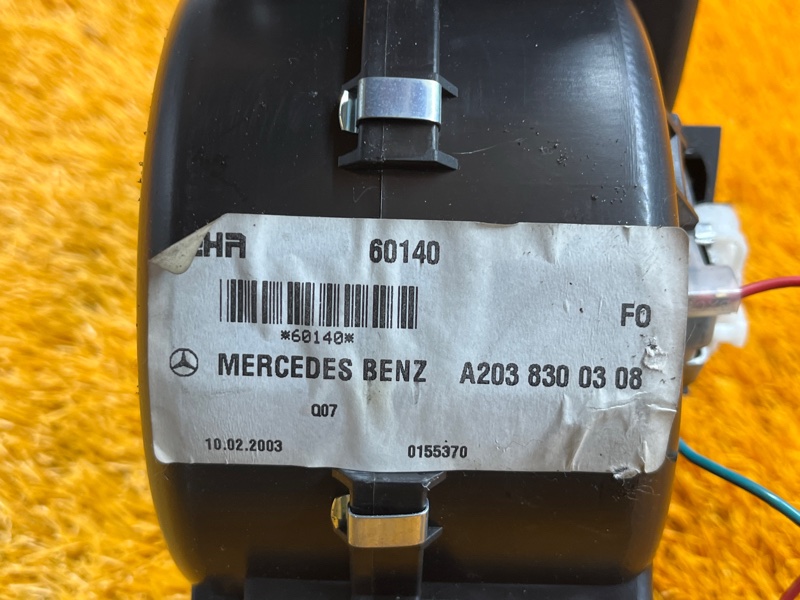 60140
*60140*
FO
MERCEDES BENZ A203 830 03 08
Q07
10.02.2003 0155370